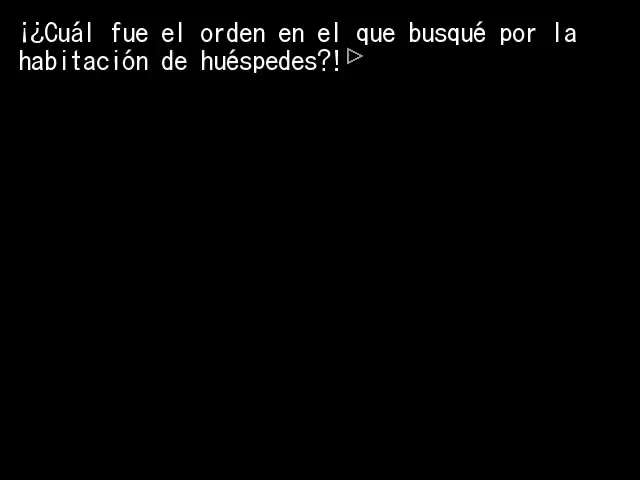 ¡¿Cuál fue el orden en el que busqué por la
habitación de huéspedes?!